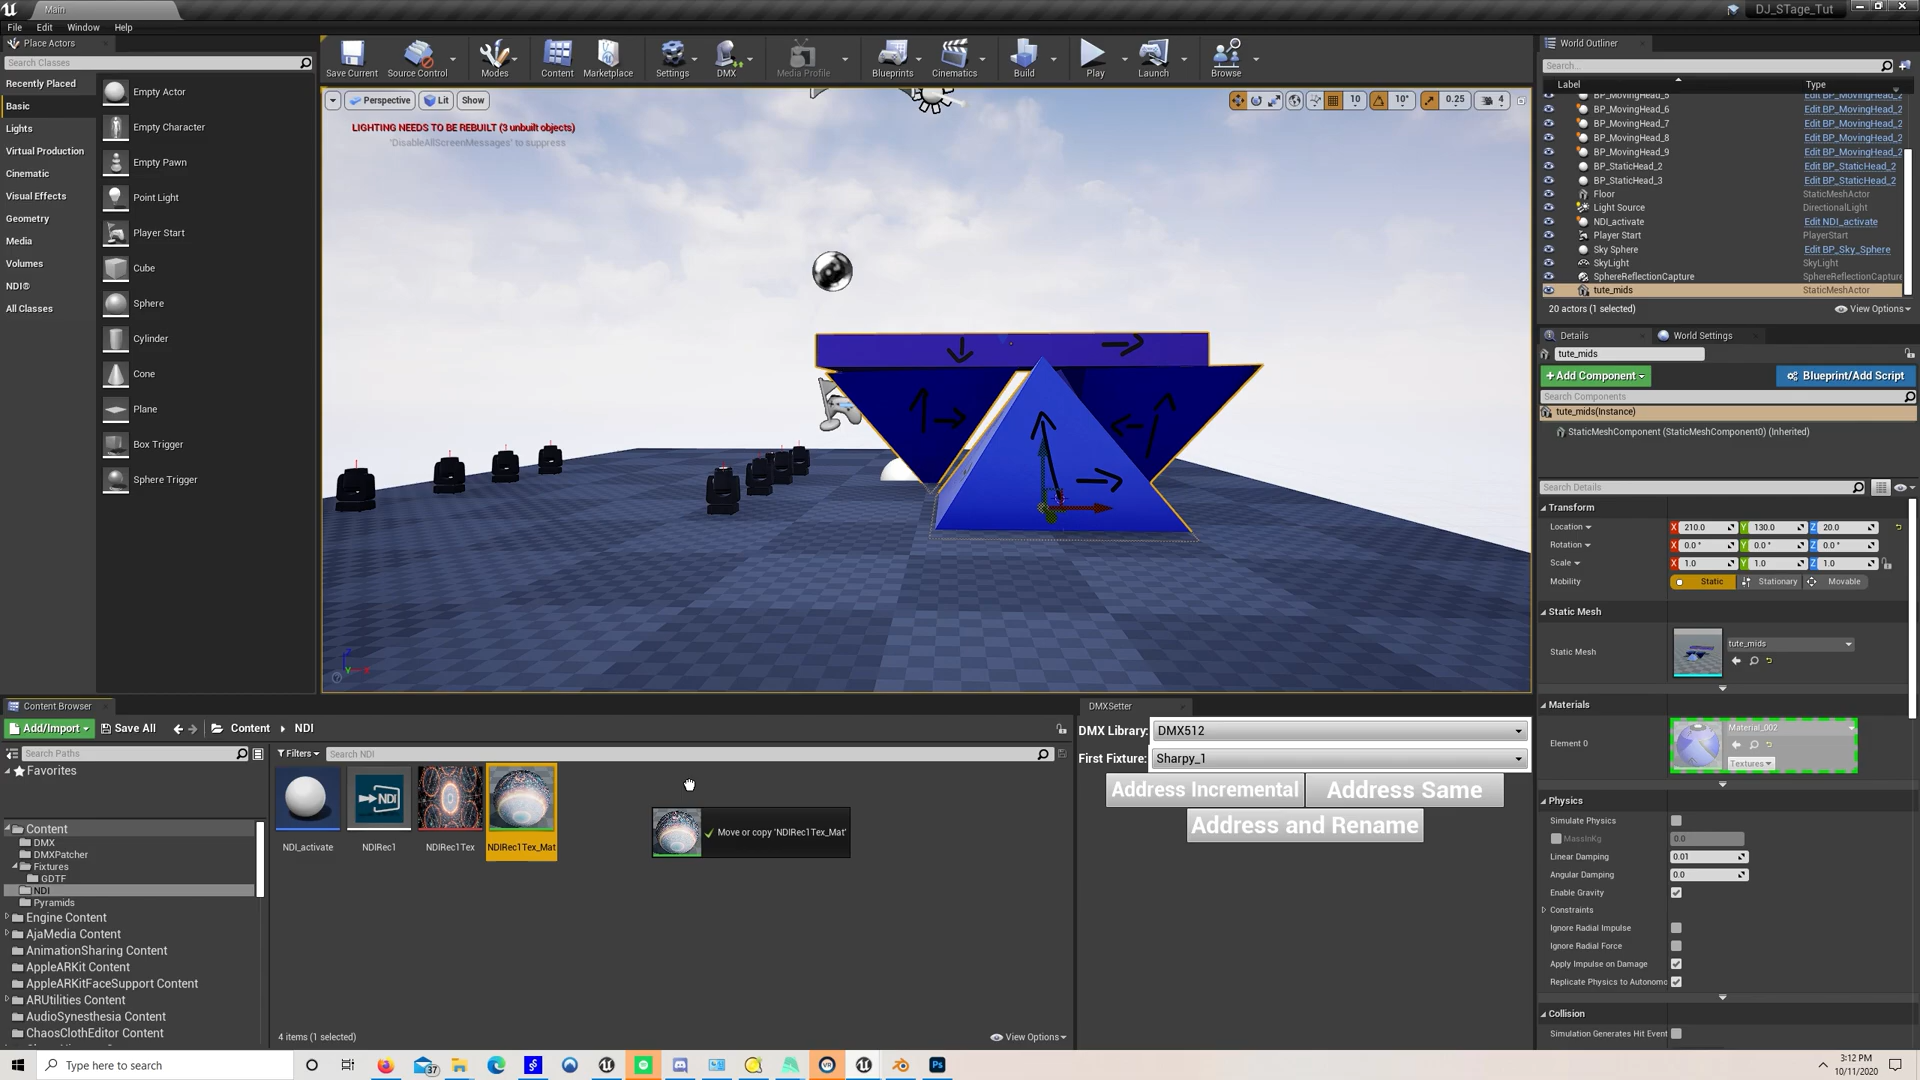 Main
DJ_STage_Tut
File Edit Window Help
Place Actors
Search Classes
Recently Placed
Basic
Lights
Virtual Production
Cinematic
Visual Effects
Geometry
Media
Volumes
NDI®
All Classes
Empty Actor
Empty Character
Empty Pawn
Point Light
Player Start
Cube
Sphere
Cylinder
Cone
Plane
Box Trigger
Sphere Trigger
Save Current Source Control Modes Content Marketplace Settings DMX Media Profile Blueprints Cinematics Build Play Launch Browse
Perspective Lit Show
10 10° 0.25 4
LIGHTING NEEDS TO BE REBUILT (3 unbuilt objects)
'DisableAllScreenMessages' to suppress
World Outliner
Search...
Label Type
BP_MovingHead_5 Edit BP_MovingHead_2
BP_MovingHead_6 Edit BP_MovingHead_2
BP_MovingHead_7 Edit BP_MovingHead_2
BP_MovingHead_8 Edit BP_MovingHead_2
BP_MovingHead_9 Edit BP_MovingHead_2
BP_StaticHead_2 Edit BP_StaticHead_2
BP_StaticHead_3 Edit BP_StaticHead_2
Floor StaticMeshActor
Light Source DirectionalLight
NDI_activate Edit NDI_activate
Player Start PlayerStart
Sky Sphere Edit BP_Sky_Sphere
SkyLight SkyLight
SphereReflectionCapture SphereReflectionCapture
tute_mids StaticMeshActor
20 actors (1 selected) View Options
Details World Settings
tute_mids
+Add Component Blueprint/Add Script
Search Components
tute_mids(Instance)
StaticMeshComponent (StaticMeshComponent0) (Inherited)
Search Details
Transform
Location X 210.0 Y 130.0 Z 20.0
Rotation X 0.0 ° Y 0.0 ° Z 0.0 °
Scale X 1.0 Y 1.0 Z 1.0
Mobility Static Stationary Movable
Static Mesh
Static Mesh tute_mids
Materials
Element 0 Material_002
Textures
Physics
Simulate Physics
MassInKg 0.0
Linear Damping 0.01
Angular Damping 0.0
Enable Gravity
Constraints
Ignore Radial Impulse
Ignore Radial Force
Apply Impulse on Damage
Replicate Physics to Autonomo
Collision
Simulation Generates Hit Event
Content Browser
Add/Import Save All Content NDI
Search Paths
Filters Search NDI
Favorites
Content
DMX
DMXPatcher
Fixtures
GDTF
NDI
Pyramids
Engine Content
AjaMedia Content
AnimationSharing Content
AppleARKit Content
AppleARKitFaceSupport Content
ARUtilities Content
AudioSynesthesia Content
ChaosClothEditor Content
NDI
NDI_activate NDIRec1 NDIRec1Tex NDIRec1Tex_Mat
Move or copy 'NDIRec1Tex_Mat'
4 items (1 selected) View Options
DMXSetter
DMX Library: DMX512
First Fixture: Sharpy_1
Address Incremental Address Same
Address and Rename
Type here to search
37
VR
Ps
3:12 PM
10/11/2020